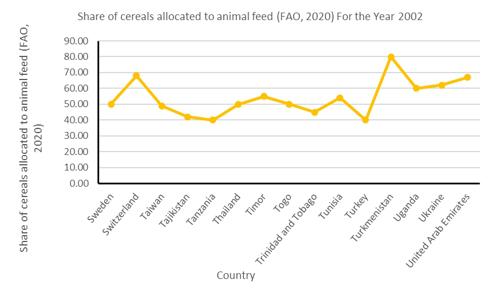 Share of cereals allocated to animal feed (FAO, 2020) For the Year 2002
Share of cereals allocated to animal feed (FAO,
2020)
90.00
80.00
70.00
60.00
50.00
40.00
30.00
20.00
10.00
0.00
Sweden
Switzerland
Taiwan
Tajikistan
Tanzania
Thailand
Timor
Togo
Trinidad and Tobago
Tunisia
Turkey
Turkmenistan
Uganda
Ukraine
United Arab Emirates
Country